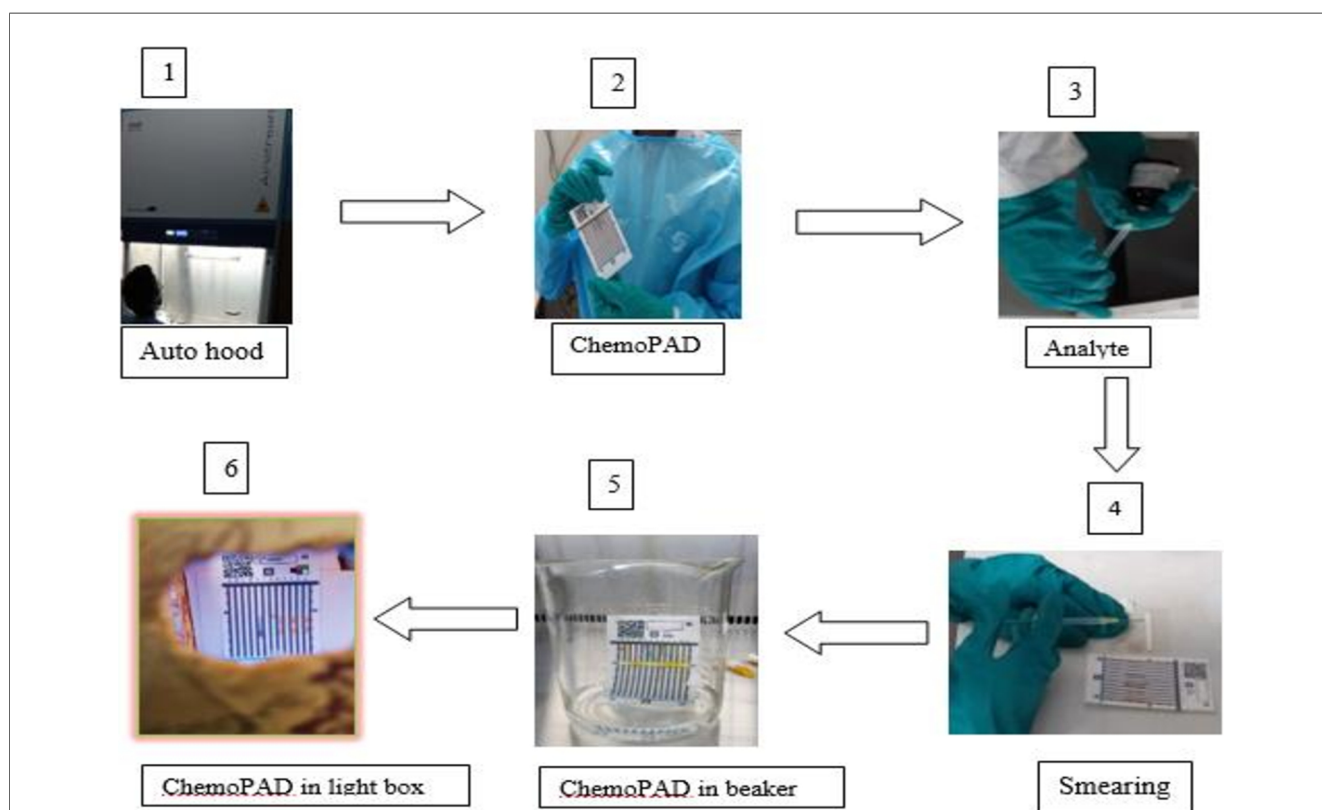 1
2
3
Auto hood
ChemoPAD
Analyte
6
5
4
ChemoPAD in light box
ChemoPAD in beaker
Smearing